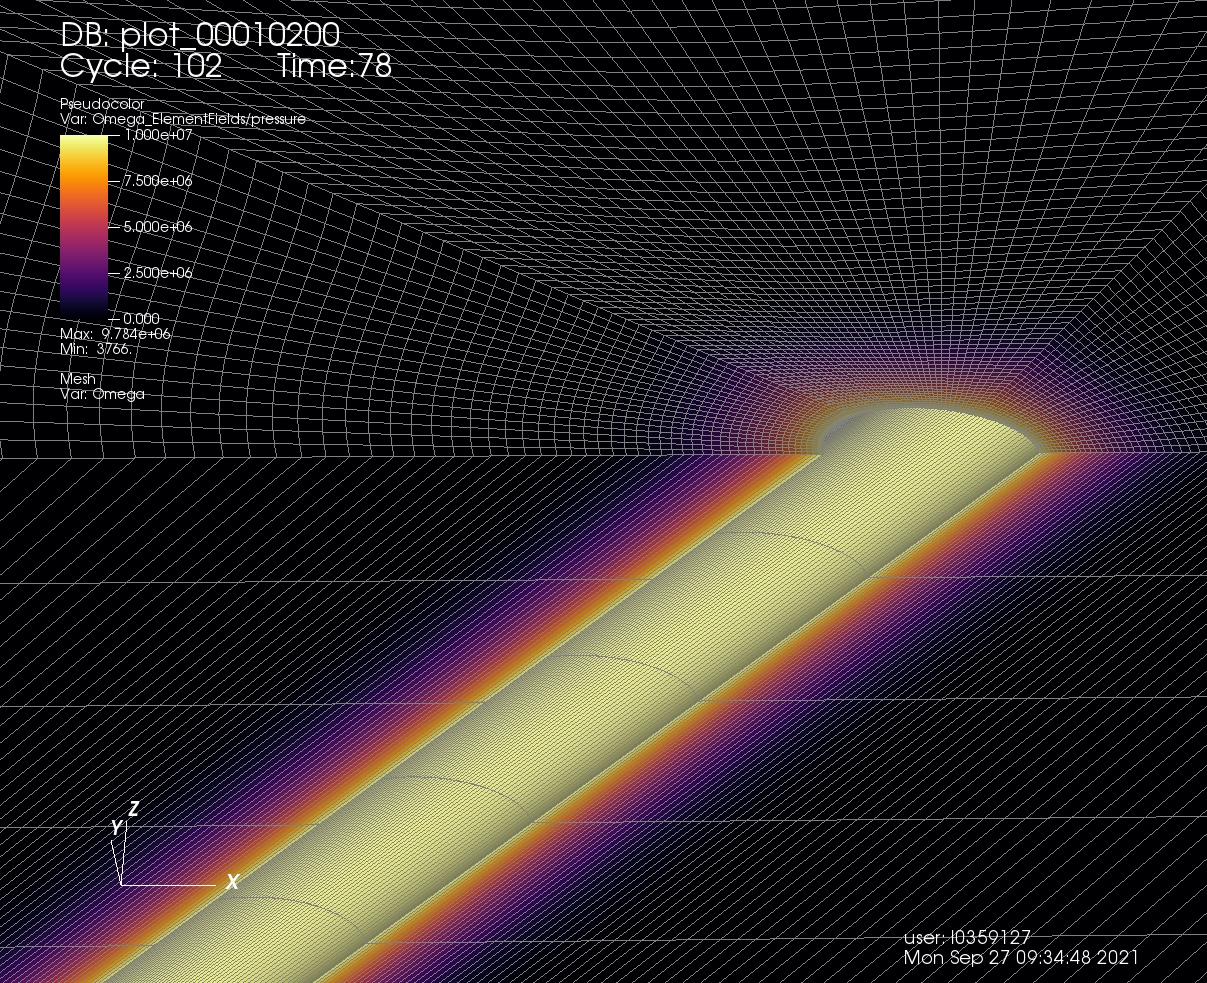 DB: plot_00010200
Cycle: 102 Time:78
Pseudocolor
Var: Omega_ElementFields/pressure
1.000e+07
7.500e+06
5.000e+06
2.500e+06
0.000
Max: 9.784e+06
Min: 3766.
Mesh
Var: Omega
Z
Y
X
user: l0359127
Mon Sep 27 09:34:48 2021